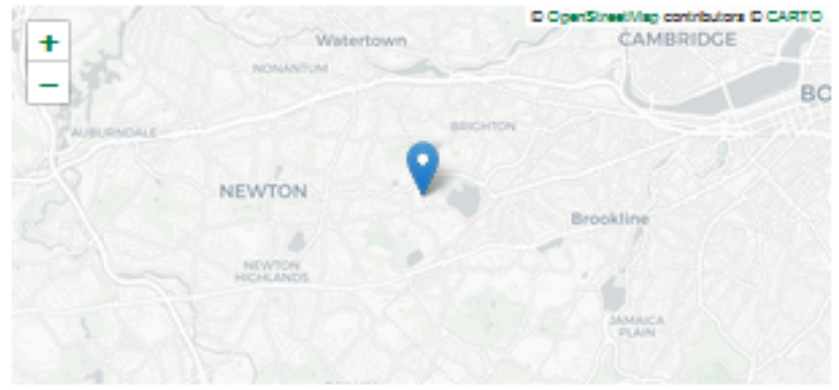 © OpenStreetMap contributors © CARTO
+
−
Watertown
CAMBRIDGE
NONANTUM
BO
AUBURNDALE
BRIGHTON
NEWTON
Brookline
NEWTON
HIGHLANDS
JAMAICA
PLAIN